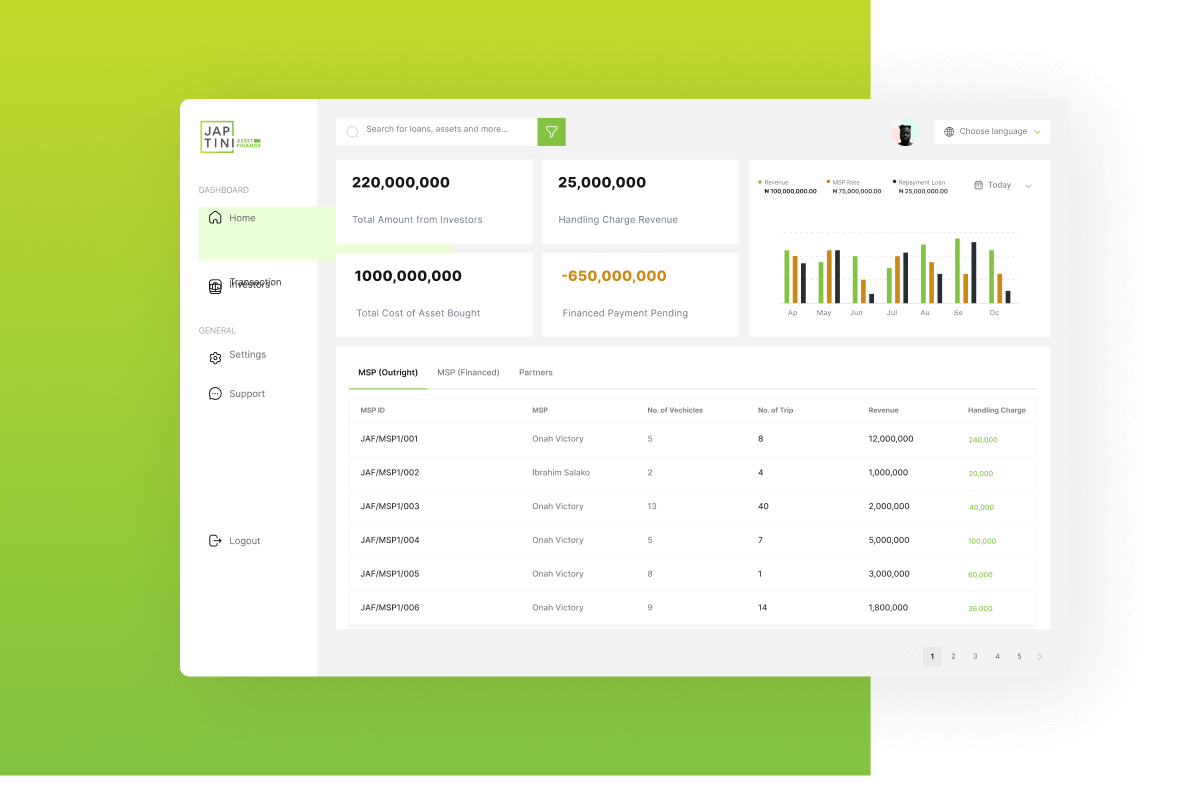 JAP
TINI ASSET FINANCE
Search for loans, assets and more...
Choose language
DASHBOARD
Home
Transaction
Investors
GENERAL
Settings
Support
Logout
220,000,000
Total Amount from Investors
25,000,000
Handling Charge Revenue
1000,000,000
Total Cost of Asset Bought
-650,000,000
Financed Payment Pending
Revenue
₦ 100,000,000.00
MSP Rate
₦ 75,000,000.00
Repayment Loan
₦ 25,000,000.00
Today
Ap May Jun Jul Au Se Oc
MSP (Outright) MSP (Financed) Partners
MSP ID MSP No. of Vechicles No. of Trip Revenue Handling Charge
JAF/MSP1/001 Onah Victory 5 8 12,000,000 240,000
JAF/MSP1/002 Ibrahim Salako 2 4 1,000,000 20,000
JAF/MSP1/003 Onah Victory 13 40 2,000,000 40,000
JAF/MSP1/004 Onah Victory 5 7 5,000,000 100,000
JAF/MSP1/005 Onah Victory 8 1 3,000,000 60,000
JAF/MSP1/006 Onah Victory 9 14 1,800,000 36,000
1 2 3 4 5